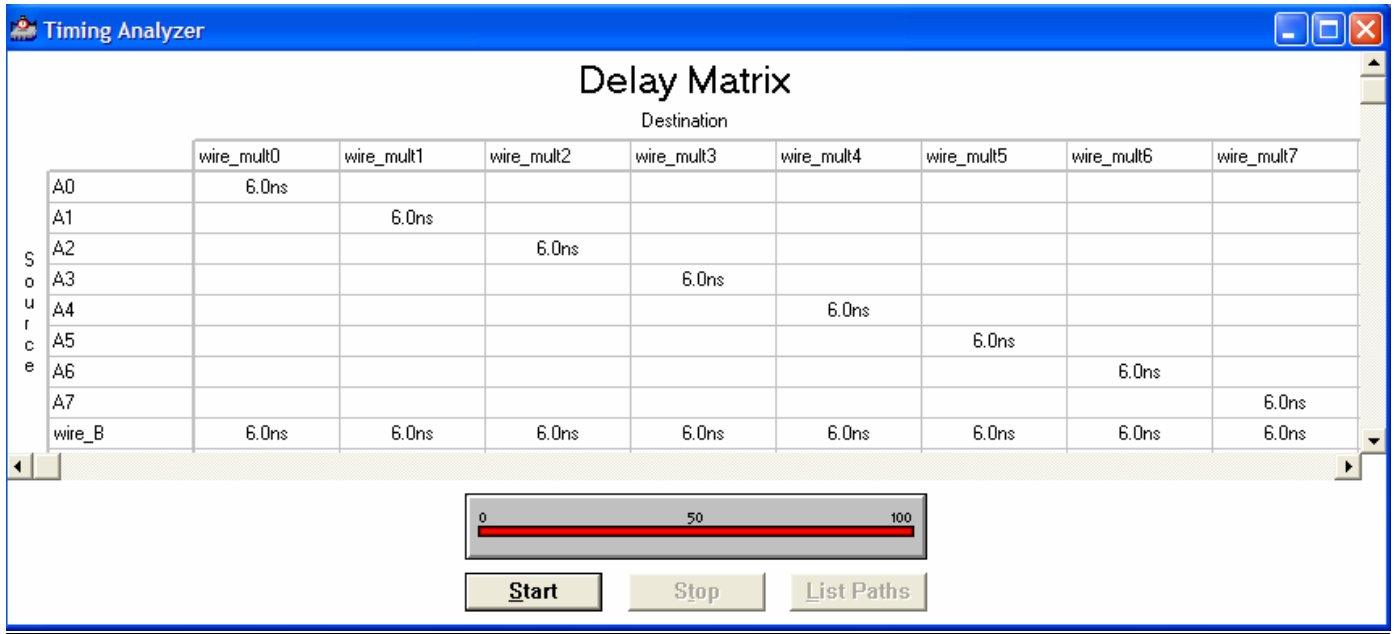 Timing Analyzer
Delay Matrix
Destination
wire_mult0 wire_mult1 wire_mult2 wire_mult3 wire_mult4 wire_mult5 wire_mult6 wire_mult7
Source
A0 6.0ns
A1 6.0ns
A2 6.0ns
A3 6.0ns
A4 6.0ns
A5 6.0ns
A6 6.0ns
A7 6.0ns
wire_B 6.0ns 6.0ns 6.0ns 6.0ns 6.0ns 6.0ns 6.0ns 6.0ns
0 50 100
Start Stop List Paths